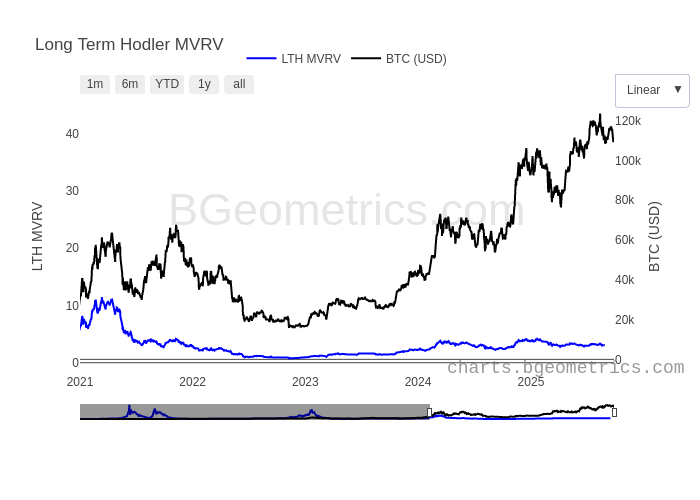 Long Term Hodler MVRV
LTH MVRV
BTC (USD)
1m
6m
YTD
1y
all
Linear ▼
40
30
20
10
0
LTH MVRV
120k
100k
80k
60k
40k
20k
0
BTC (USD)
BGeometrics.com
2021
2022
2023
2024
2025
charts.bgeometrics.com